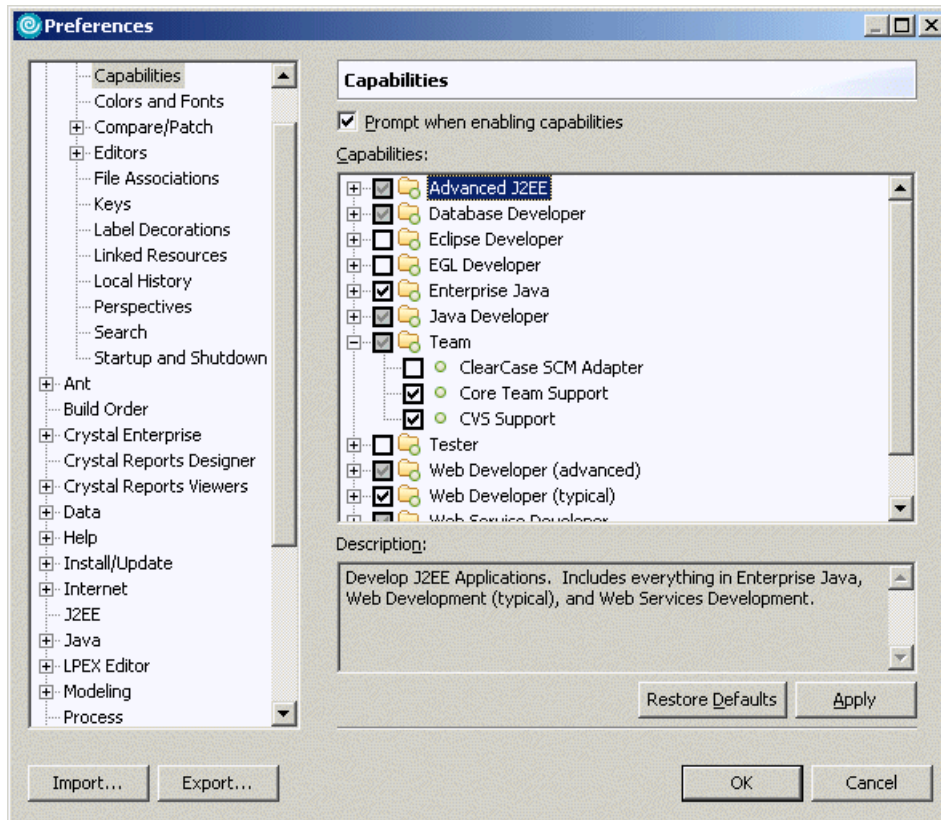 Preferences
Capabilities
Colors and Fonts
Compare/Patch
Editors
File Associations
Keys
Label Decorations
Linked Resources
Local History
Perspectives
Search
Startup and Shutdown
Ant
Build Order
Crystal Enterprise
Crystal Reports Designer
Crystal Reports Viewers
Data
Help
Install/Update
Internet
J2EE
Java
LPEX Editor
Modeling
Process
Capabilities
Prompt when enabling capabilities
Capabilities:
Advanced J2EE
Database Developer
Eclipse Developer
EGL Developer
Enterprise Java
Java Developer
Team
ClearCase SCM Adapter
Core Team Support
CVS Support
Tester
Web Developer (advanced)
Web Developer (typical)
Web Service Developer
Description:
Develop J2EE Applications. Includes everything in Enterprise Java,
Web Development (typical), and Web Services Development.
Restore Defaults
Apply
Import...
Export...
OK
Cancel